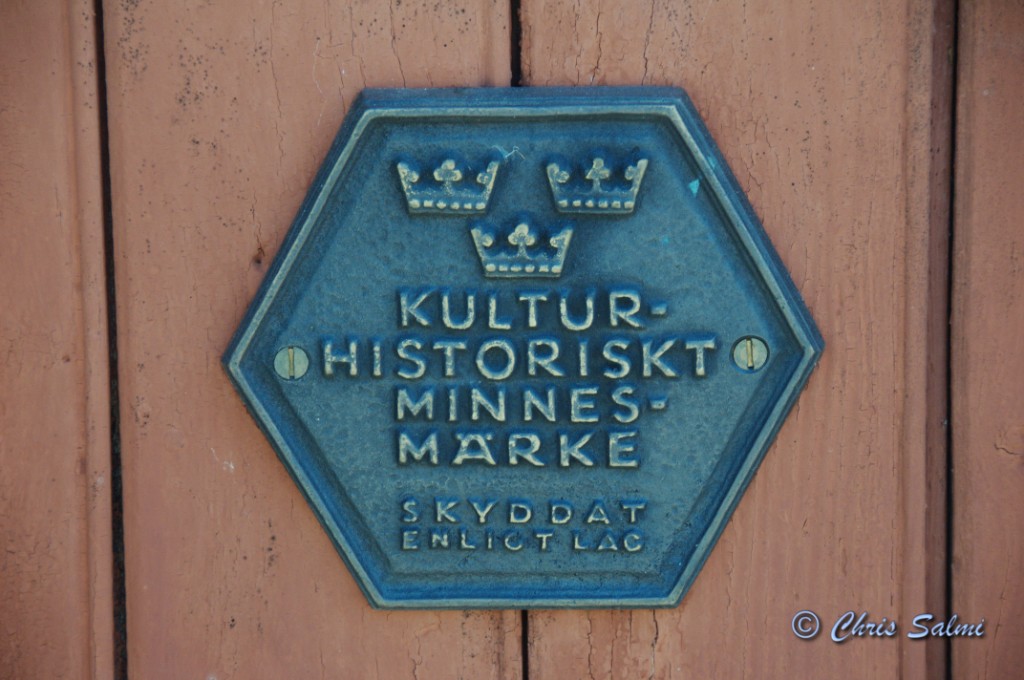 KULTUR-
HISTORISKT
MINNES-
MÄRKE
SKYDDAT
ENLIGT LAG
© Chris Salmi